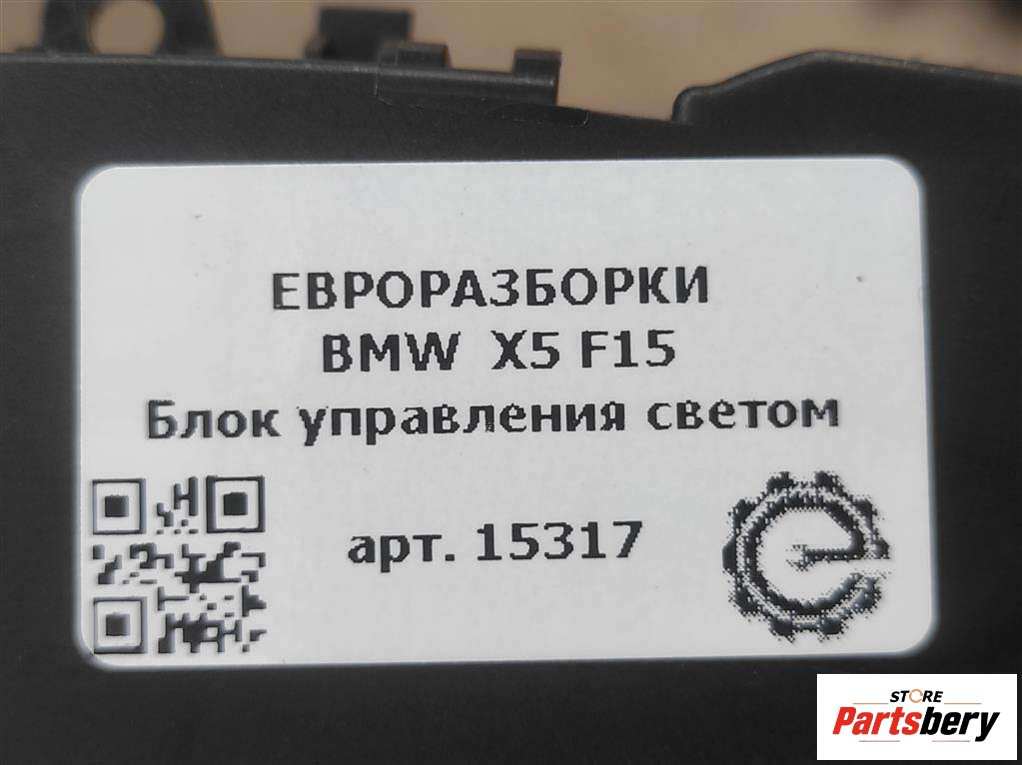 ЕВРОРАЗБОРКИ
BMW X5 F15
Блок управления светом
арт. 15317
STORE
Partsbery